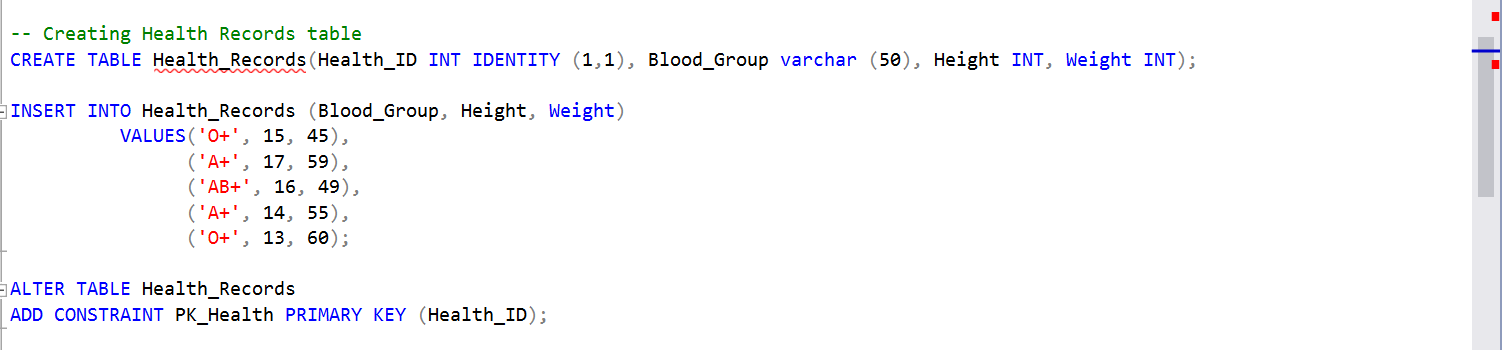 -- Creating Health Records table
CREATE TABLE Health_Records(Health_ID INT IDENTITY (1,1), Blood_Group varchar (50), Height INT, Weight INT);
INSERT INTO Health_Records (Blood_Group, Height, Weight)
VALUES('O+', 15, 45),
('A+', 17, 59),
('AB+', 16, 49),
('A+', 14, 55),
('O+', 13, 60);
ALTER TABLE Health_Records
ADD CONSTRAINT PK_Health PRIMARY KEY (Health_ID);